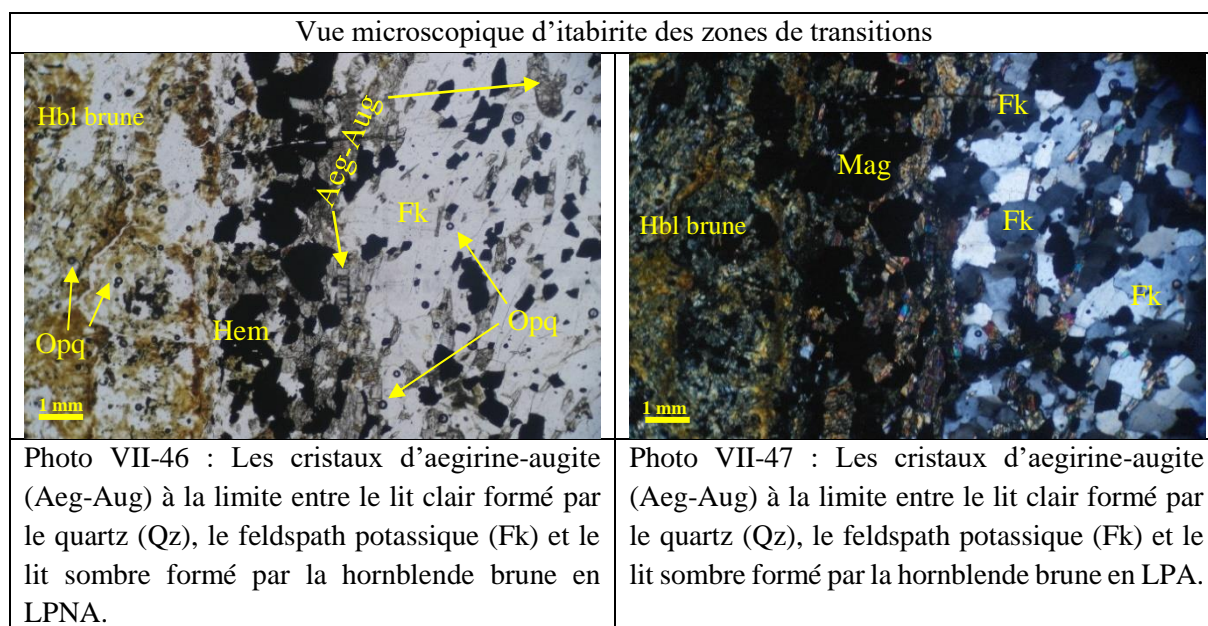 Vue microscopique d'itabirite des zones de transitions
Hbl brune
Aeg-Aug
Fk
Opq
Hem
Opq
1 mm
Fk
Mag
Hbl brune
Fk
Fk
1 mm
Photo VII-46 : Les cristaux d'aegirine-augite
(Aeg-Aug) à la limite entre le lit clair formé par
le quartz (Qz), le feldspath potassique (Fk) et le
lit sombre formé par la hornblende brune en
LPNA.
Photo VII-47 : Les cristaux d'aegirine-augite
(Aeg-Aug) à la limite entre le lit clair formé par
le quartz (Qz), le feldspath potassique (Fk) et le
lit sombre formé par la hornblende brune en LPA.